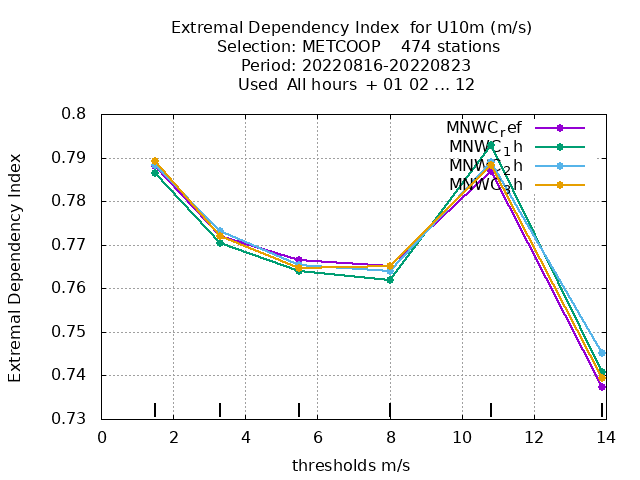 Extremal Dependency Index  for U10m (m/s)
Selection: METCOOP    474 stations
Period: 20220816-20220823
Used  All hours  + 01 02 ... 12
0.8
0.79
0.78
0.77
0.76
0.75
0.74
0.73
Extremal Dependency Index
MNWC_ref
MNWC_1h
MNWC_2h
MNWC_3h
0 2 4 6 8 10 12 14
thresholds m/s